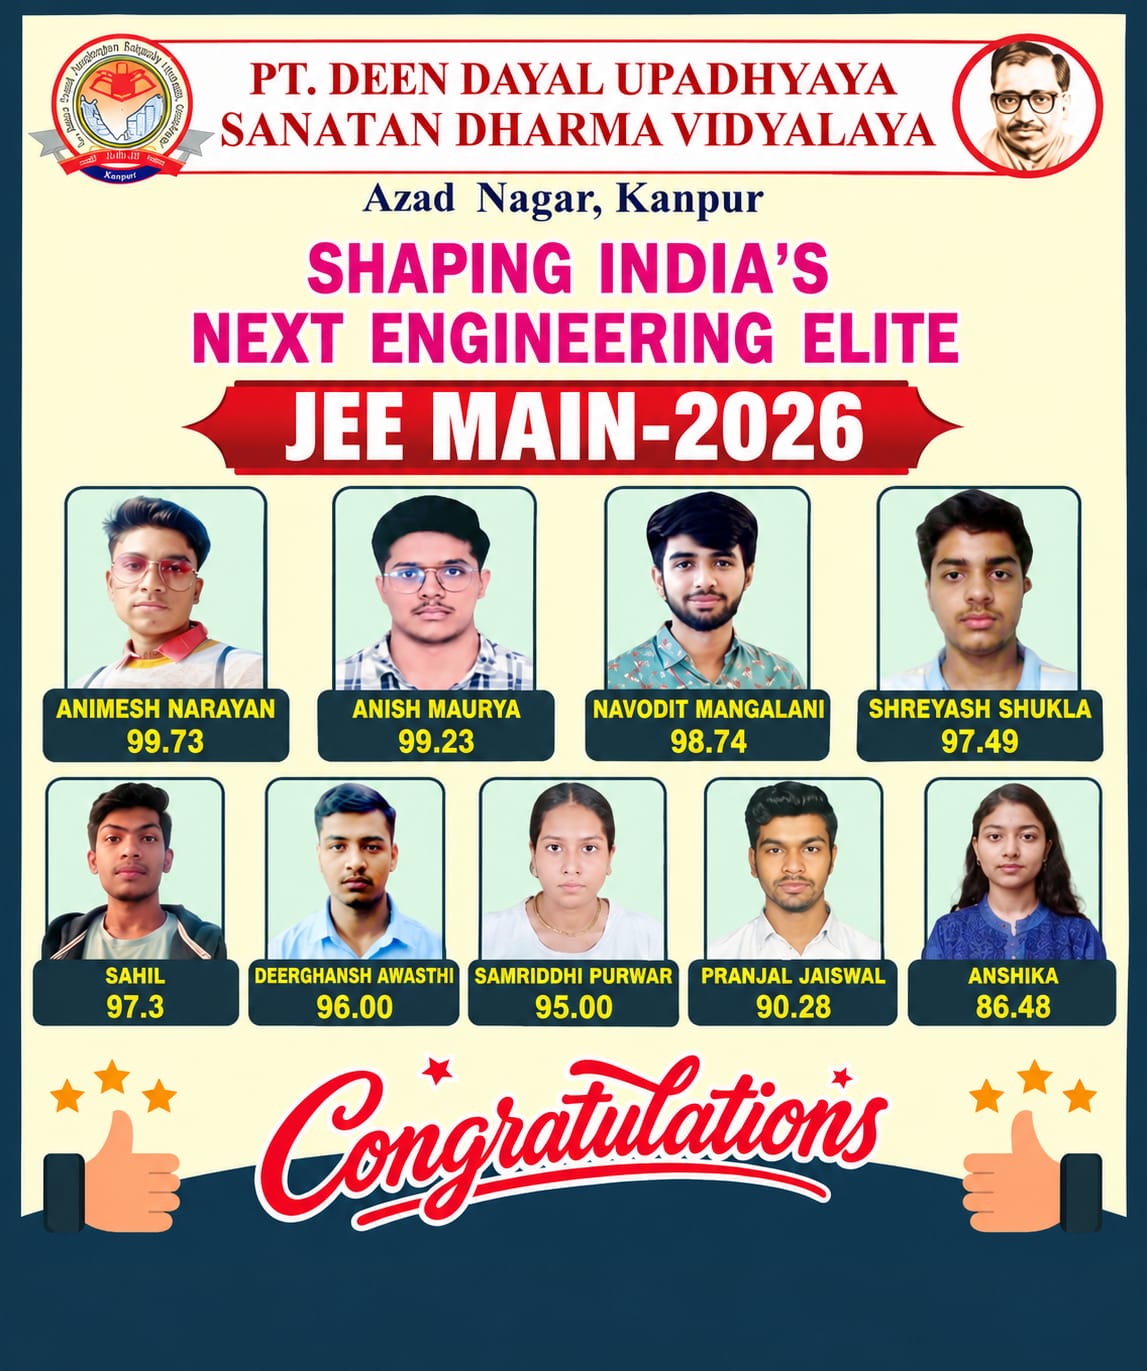 PT. DEEN DAYAL UPADHYAYA
SANATAN DHARMA VIDYALAYA
Kanpur
Azad Nagar, Kanpur
SHAPING INDIA'S
NEXT ENGINEERING ELITE
JEE MAIN-2026
ANIMESH NARAYAN
99.73
ANISH MAURYA
99.23
NAVODIT MANGALANI
98.74
SHREYASH SHUKLA
97.49
SAHIL
97.3
DEERGHANSH AWASTHI
96.00
SAMRIDDHI PURWAR
95.00
PRANJAL JAISWAL
90.28
ANSHIKA
86.48
Congratulations